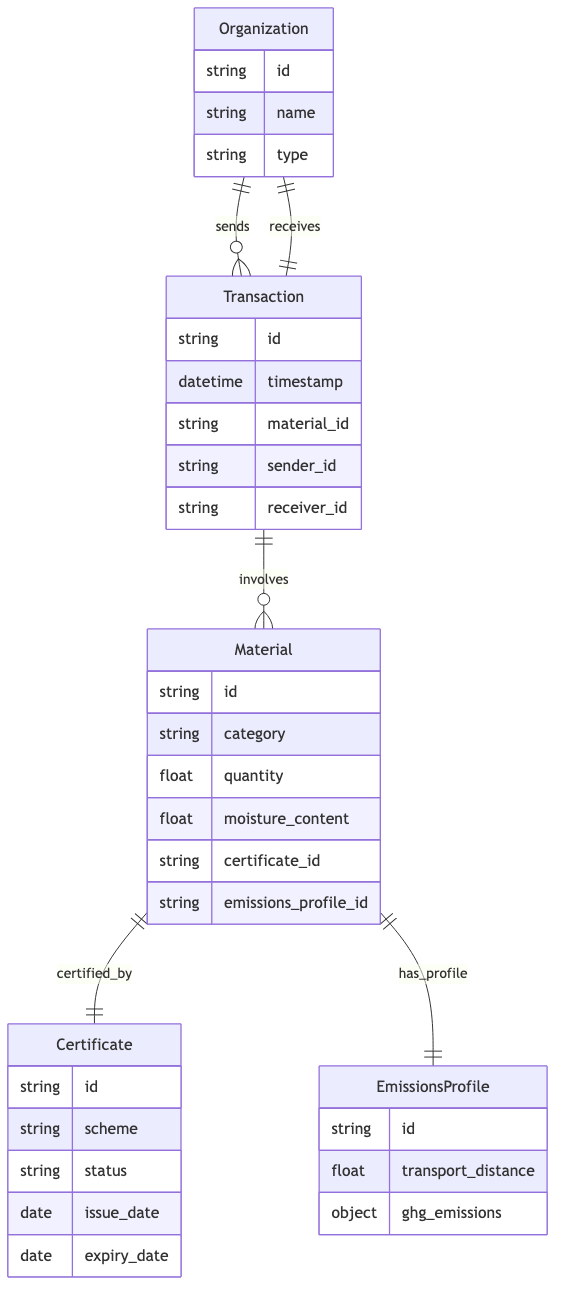 Organization
string id
string name
string type
sends receives
Transaction
string id
datetime timestamp
string material_id
string sender_id
string receiver_id
involves
Material
string id
string category
float quantity
float moisture_content
string certificate_id
string emissions_profile_id
certified_by has_profile
Certificate
string id
string scheme
string status
date issue_date
date expiry_date
EmissionsProfile
string id
float transport_distance
object ghg_emissions